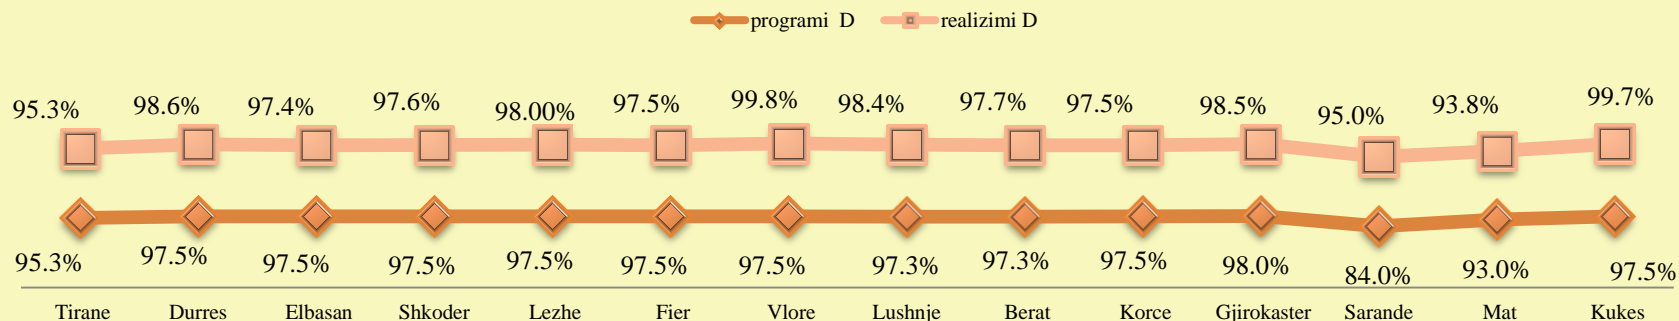 programi D realizimi D
95.3% 98.6% 97.4% 97.6% 98.00% 97.5% 99.8% 98.4% 97.7% 97.5% 98.5% 95.0% 93.8% 99.7%
95.3% 97.5% 97.5% 97.5% 97.5% 97.5% 97.5% 97.3% 97.3% 97.5% 98.0% 84.0% 93.0% 97.5%
Tirane Durres Elbasan Shkoder Lezhe Fier Vlore Lushnje Berat Korce Gjirokaster Sarande Mat Kukes